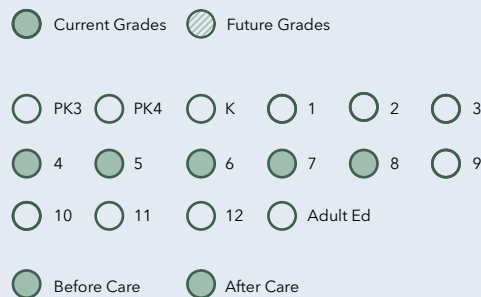 Current Grades Future Grades
PK3 PK4 K 1 2 3
4 5 6 7 8 9
10 11 12 Adult Ed
Before Care After Care